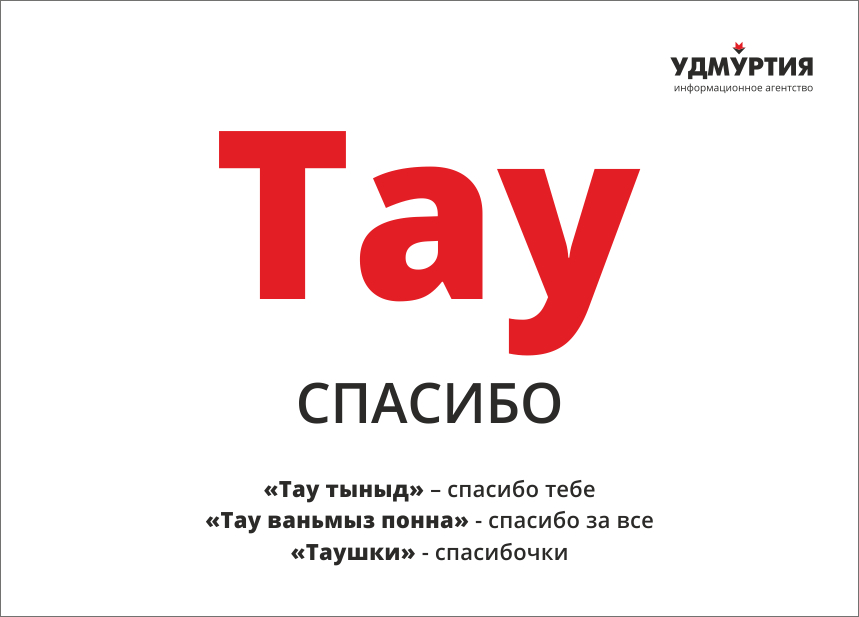 УДМУРТИЯ
информационное агентство
Тау
СПАСИБО
«Тау тыныд» – спасибо тебе
«Тау ваньмыз понна» - спасибо за все
«Таушки» - спасибочки